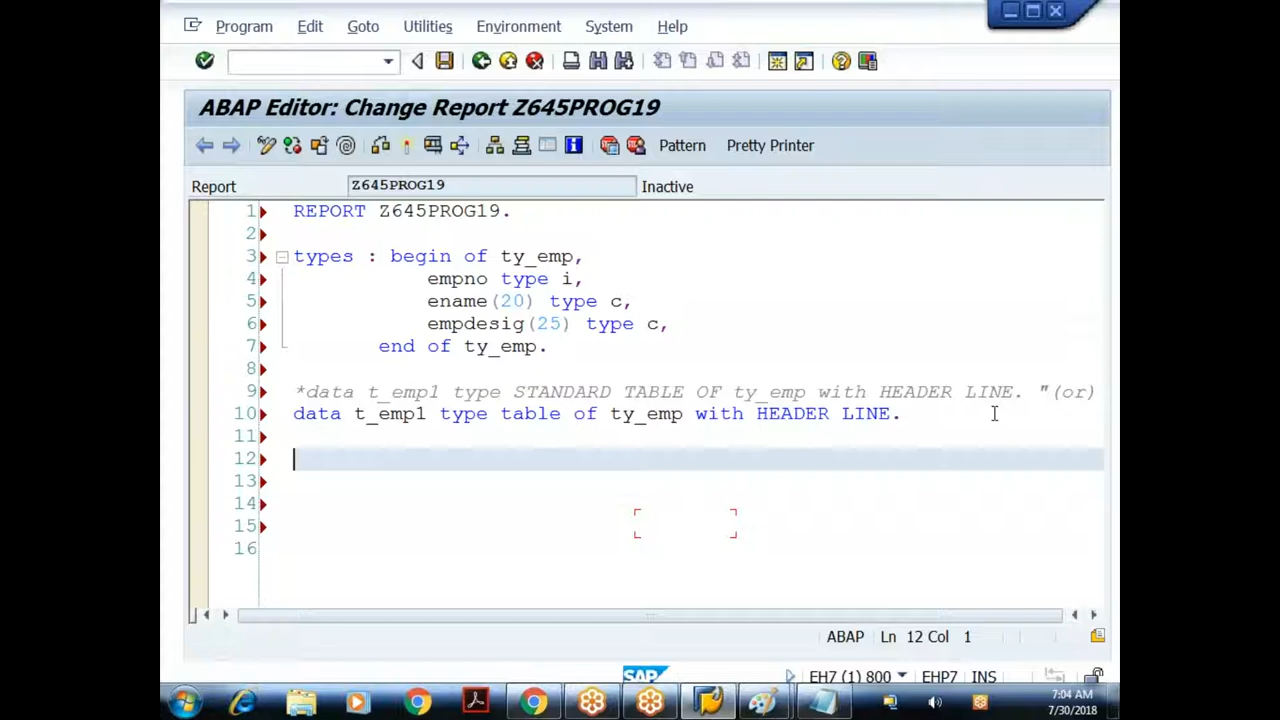 Program Edit Goto Utilities Environment System Help
ABAP Editor: Change Report Z645PROG19
Pattern Pretty Printer
Report Z645PROG19 Inactive
1 REPORT Z645PROG19.
2
3 types : begin of ty_emp,
4 empno type i,
5 ename(20) type c,
6 empdesig(25) type c,
7 end of ty_emp.
8
9 *data t_emp1 type STANDARD TABLE OF ty_emp with HEADER LINE. "(or)
10 data t_emp1 type table of ty_emp with HEADER LINE.
11
12
13
14
15
16
ABAP Ln 12 Col 1
SAP EH7 (1) 800 EHP7 INS
7:04 AM
7/30/2018